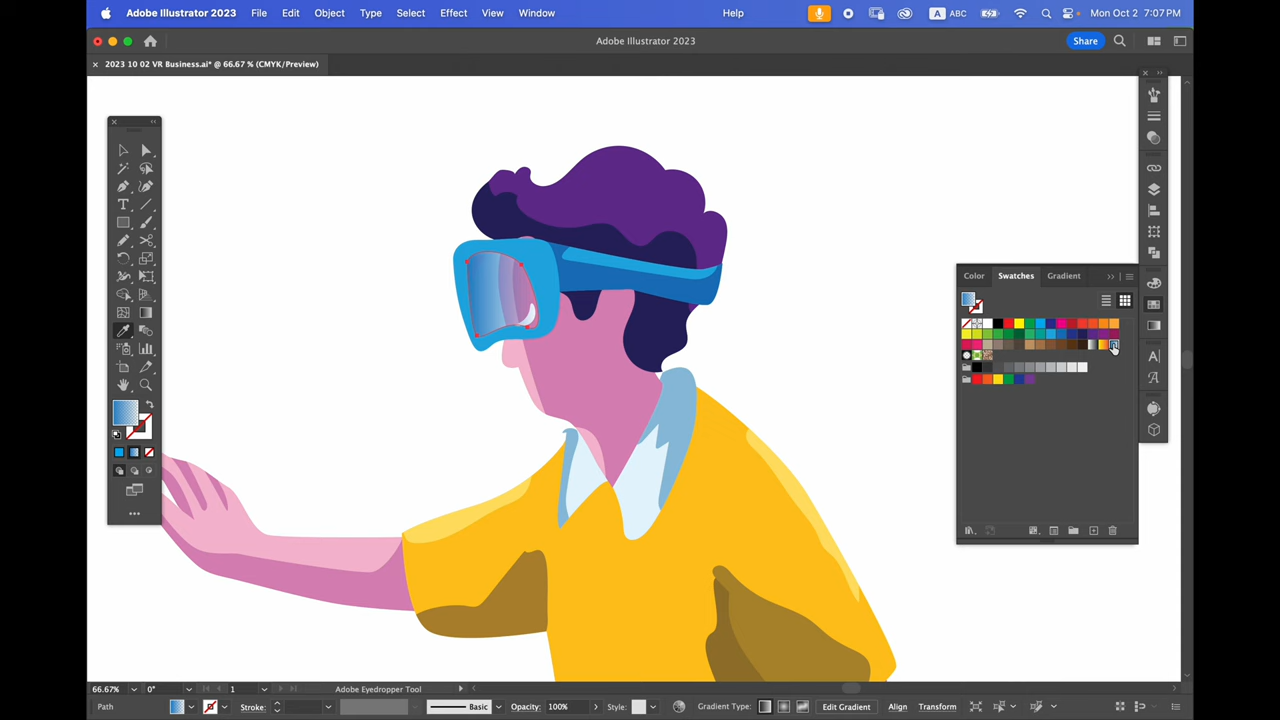 Adobe Illustrator 2023 File Edit Object Type Select Effect View Window Help A ABC Mon Oct 2 7:07 PM
Adobe Illustrator 2023 Share
× 2023 10 02 VR Business.ai* @ 66.67 % (CMYK/Preview)
Color Swatches Gradient
66.67% 0° 1 Adobe Eyedropper Tool
Path Stroke: Basic Opacity: 100% Style: Gradient Type: Edit Gradient Align Transform